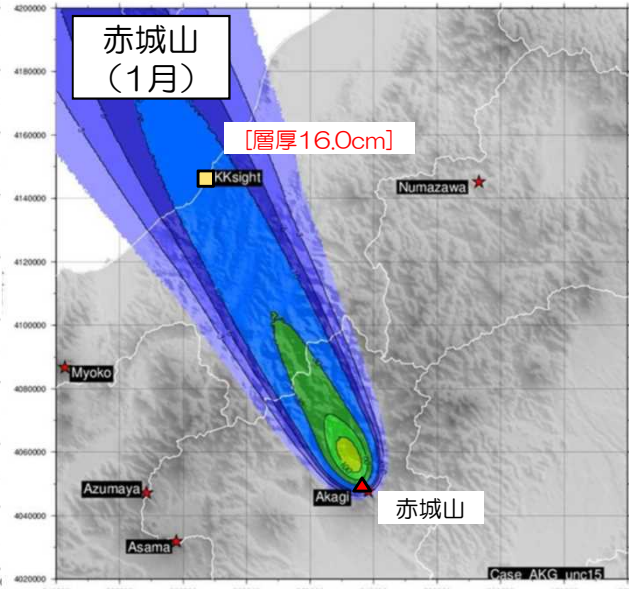 4200000
赤城山
(1月)
4180000
4160000
[層厚16.0cm]
KKsight
Numazawa
4140000
4120000
4100000
4080000
Myoko
4060000
Azumaya
Akagi
赤城山
4040000
Asama
4020000
Case_AKG_unc15